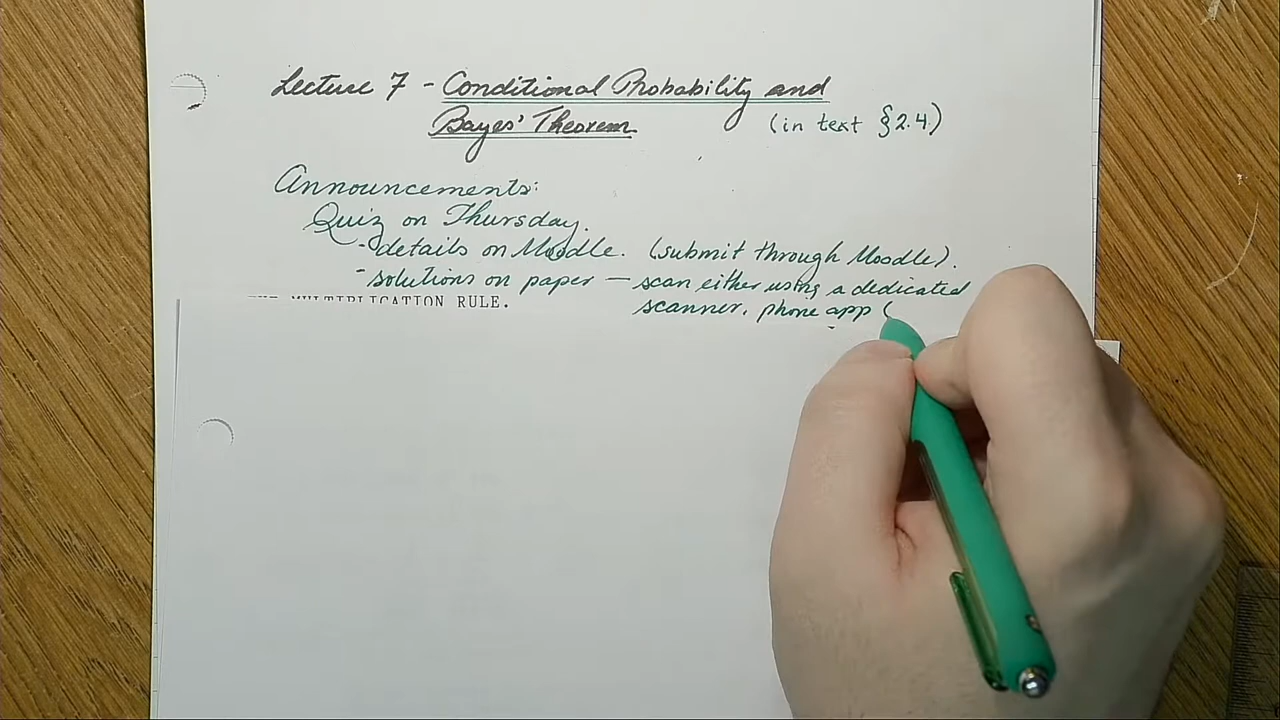 Lecture 7 - Conditional Probability and
Bayes' Theorem (in text §2.4)
Announcements:
Quiz on Thursday.
- details on Moodle. (submit through Moodle).
- solutions on paper — scan either using a dedicated
scanner, phone app (
MULTIPLICATION RULE.